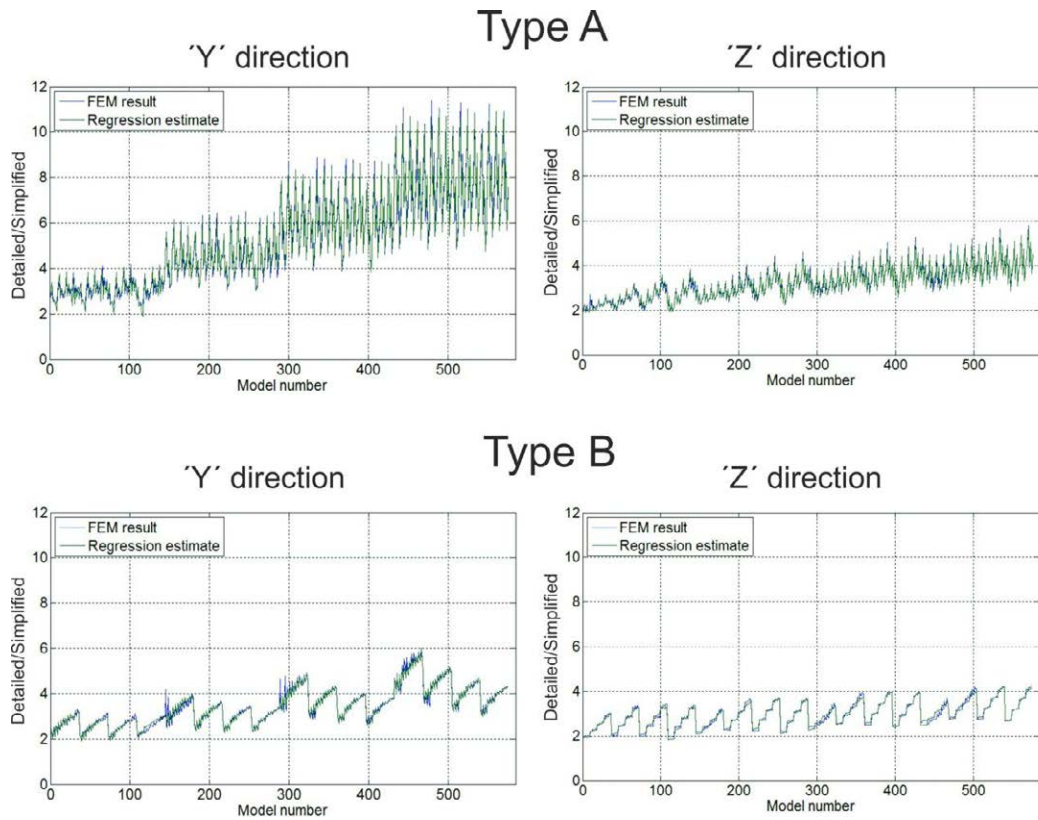 Type A
´Y´ direction
´Z´ direction
12
10
8
6
4
2
0
Detailed/Simplified
FEM result
Regression estimate
0 100 200 300 400 500
Model number
12
10
8
6
4
2
0
Detailed/Simplified
FEM result
Regression estimate
0 100 200 300 400 500
Model number
Type B
´Y´ direction
´Z´ direction
12
10
8
6
4
2
0
Detailed/Simplified
FEM result
Regression estimate
0 100 200 300 400 500
Model number
12
10
8
6
4
2
0
Detailed/Simplified
FEM result
Regression estimate
0 100 200 300 400 500
Model number